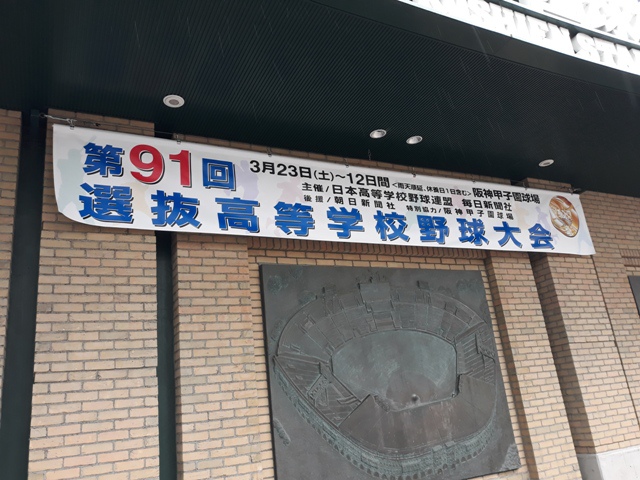 第91回 3月23日(土)〜12日間<雨天順延、休養日1日含む>阪神甲子園球場
主催/日本高等学校野球連盟 毎日新聞社
後援/朝日新聞社 特別協力/阪神甲子園球場
選抜高等学校野球大会